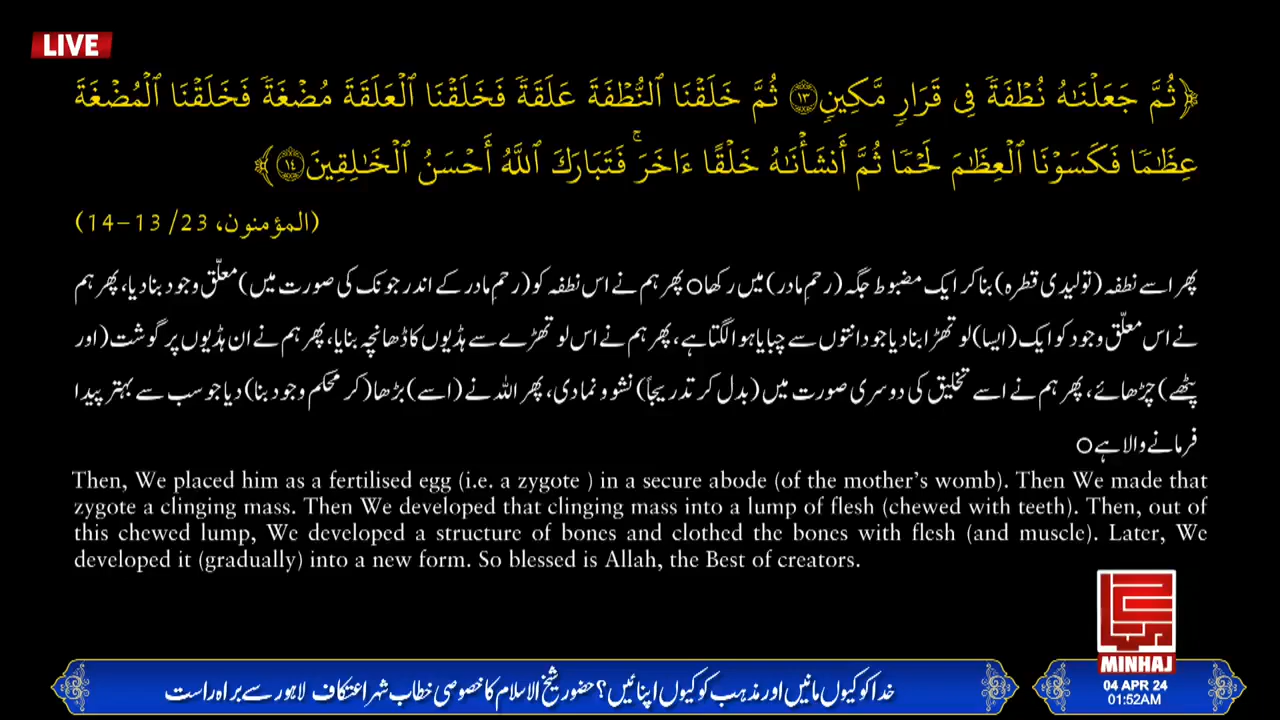 LIVE
﴿ثُمَّ جَعَلْنَٰهُ نُطْفَةً فِى قَرَارٍ مَّكِينٍ ۝١٣ ثُمَّ خَلَقْنَا ٱلنُّطْفَةَ عَلَقَةً فَخَلَقْنَا ٱلْعَلَقَةَ مُضْغَةً فَخَلَقْنَا ٱلْمُضْغَةَ
عِظَٰمًا فَكَسَوْنَا ٱلْعِظَٰمَ لَحْمًا ثُمَّ أَنشَأْنَٰهُ خَلْقًا ءَاخَرَ ۚ فَتَبَارَكَ ٱللَّهُ أَحْسَنُ ٱلْخَٰلِقِينَ ۝١٤﴾
(المؤمنون، 23/ 13-14)
پھر اسے نطفہ (تولیدی قطرہ) بنا کر ایک مضبوط جگہ (رحمِ مادر) میں رکھا○ پھر ہم نے اس نطفہ کو (رحمِ مادر کے اندر جونک کی صورت میں) معلّق وجود بنا دیا، پھر ہم
نے اس معلّق وجود کو ایک (ایسا) لوتھڑا بنا دیا جو دانتوں سے چبایا ہوا لگتا ہے، پھر ہم نے اس لوتھڑے سے ہڈیوں کا ڈھانچہ بنایا، پھر ہم نے ان ہڈیوں پر گوشت (اور
پٹھے) چڑھائے، پھر ہم نے اسے تخلیق کی دوسری صورت میں (بدل کر تدریجاً) نشو و نما دی، پھر اللہ نے (اسے) بڑھا (کر محکم وجود بنا) دیا جو سب سے بہتر پیدا
فرمانے والا ہے○
Then, We placed him as a fertilised egg (i.e. a zygote ) in a secure abode (of the mother's womb). Then We made that
zygote a clinging mass. Then We developed that clinging mass into a lump of flesh (chewed with teeth). Then, out of
this chewed lump, We developed a structure of bones and clothed the bones with flesh (and muscle). Later, We
developed it (gradually) into a new form. So blessed is Allah, the Best of creators.
MINHAJ
خدا کو کیوں مانیں اور مذہب کو کیوں اپنائیں؟ حضور شیخ الاسلام کا خصوصی خطاب شہر اعتکاف لاہور سے براہ راست
04 APR 24
01:52AM